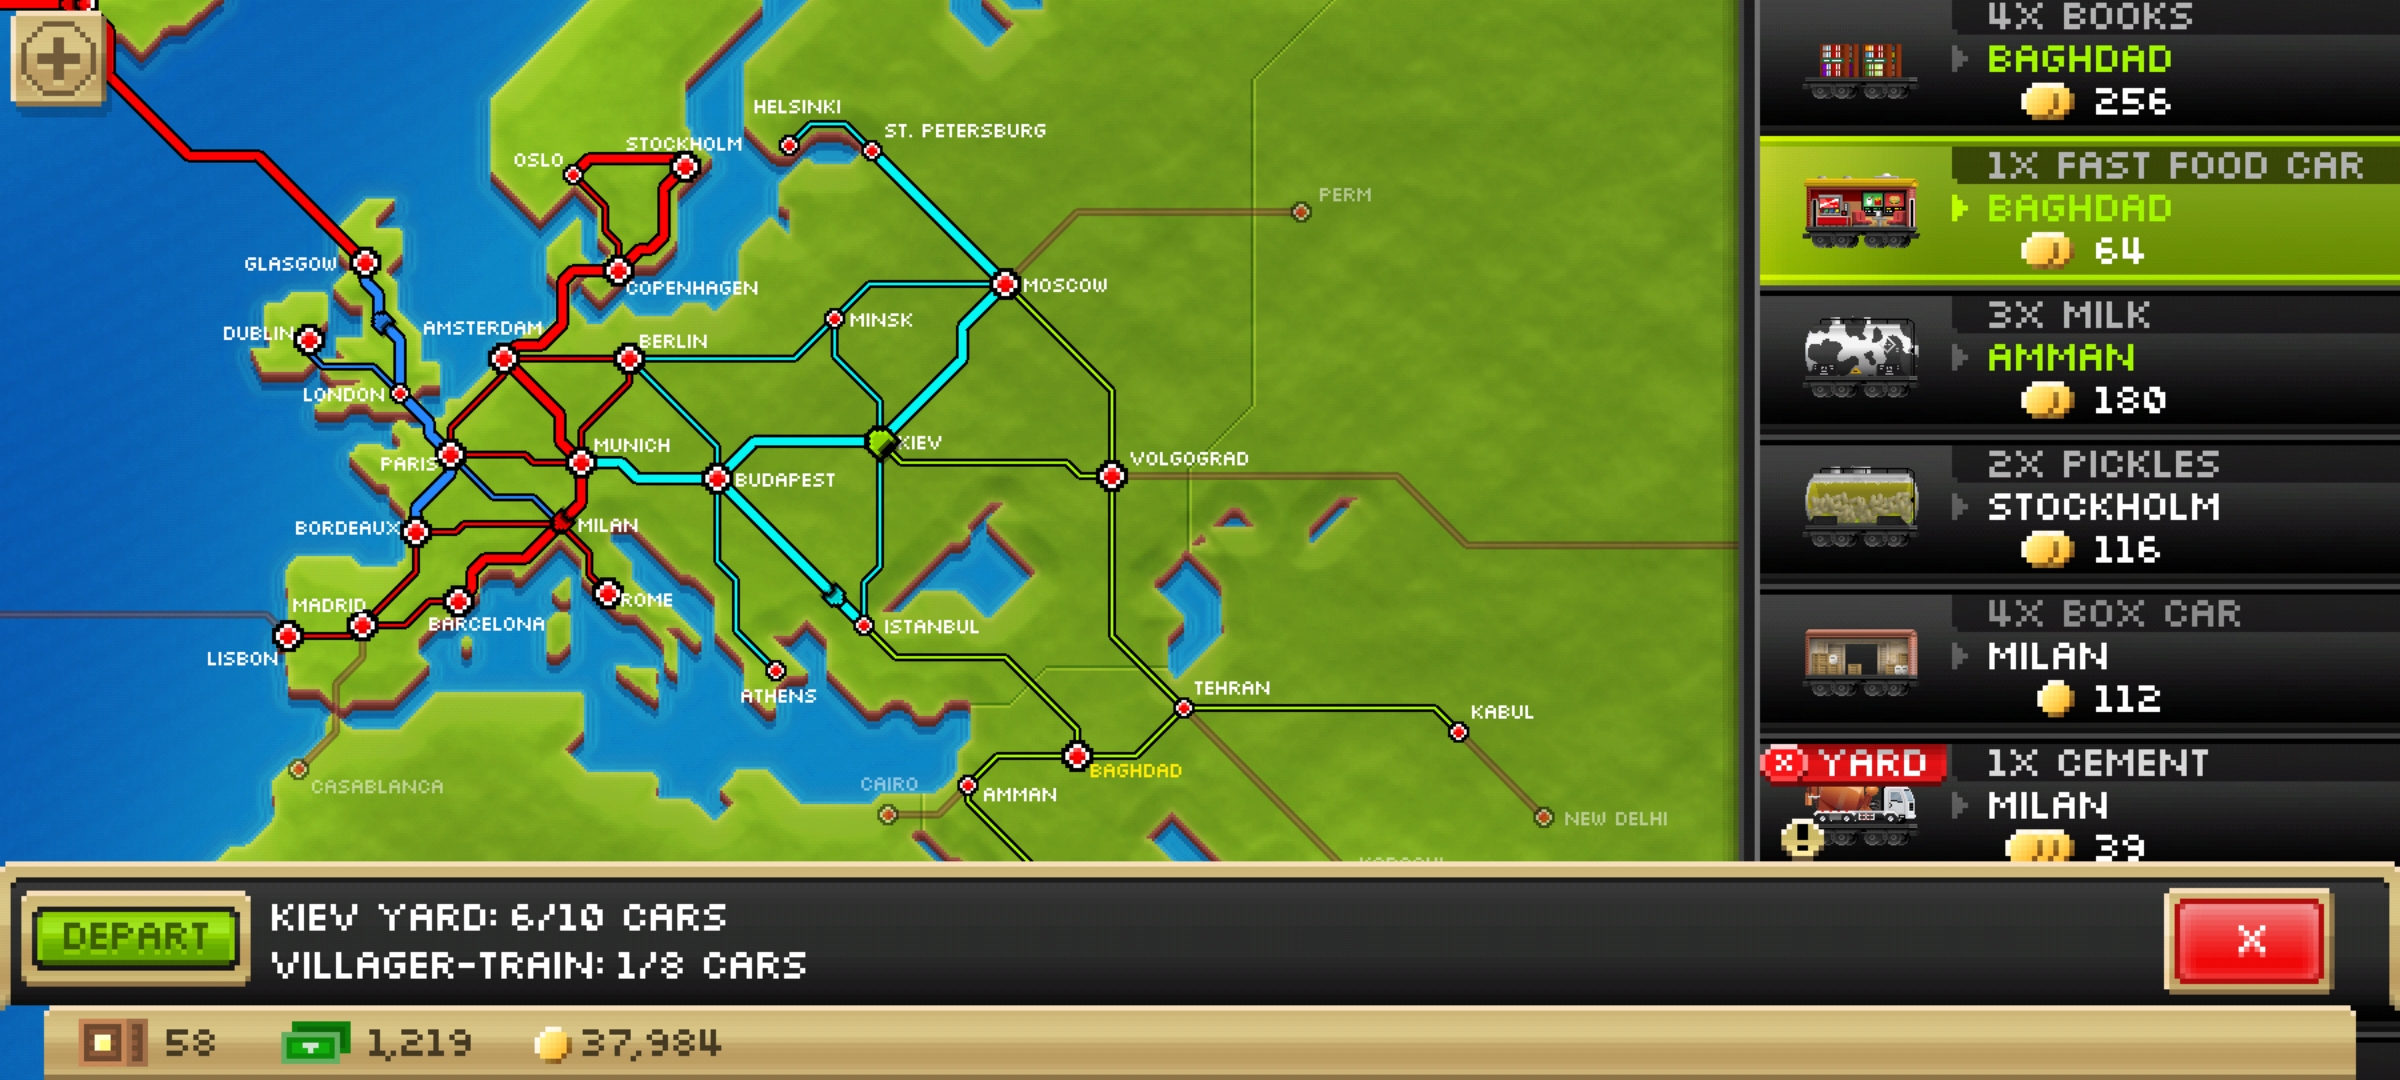 HELSINKI
ST. PETERSBURG
STOCKHOLM
OSLO
PERM
GLASGOW
COPENHAGEN
MOSCOW
DUBLIN
AMSTERDAM
MINSK
BERLIN
LONDON
MUNICH
KIEV
PARIS
VOLGOGRAD
BUDAPEST
BORDEAUX
MILAN
ROME
MADRID
BARCELONA
ISTANBUL
LISBON
ATHENS
TEHRAN
KABUL
BAGHDAD
CASABLANCA
CAIRO
AMMAN
NEW DELHI
4X BOOKS
BAGHDAD
256
1X FAST FOOD CAR
BAGHDAD
64
3X MILK
AMMAN
180
2X PICKLES
STOCKHOLM
116
4X BOX CAR
MILAN
112
X YARD
1X CEMENT
MILAN
39
DEPART
KIEV YARD: 6/10 CARS
VILLAGER-TRAIN: 1/8 CARS
X
58
1,219
37,984